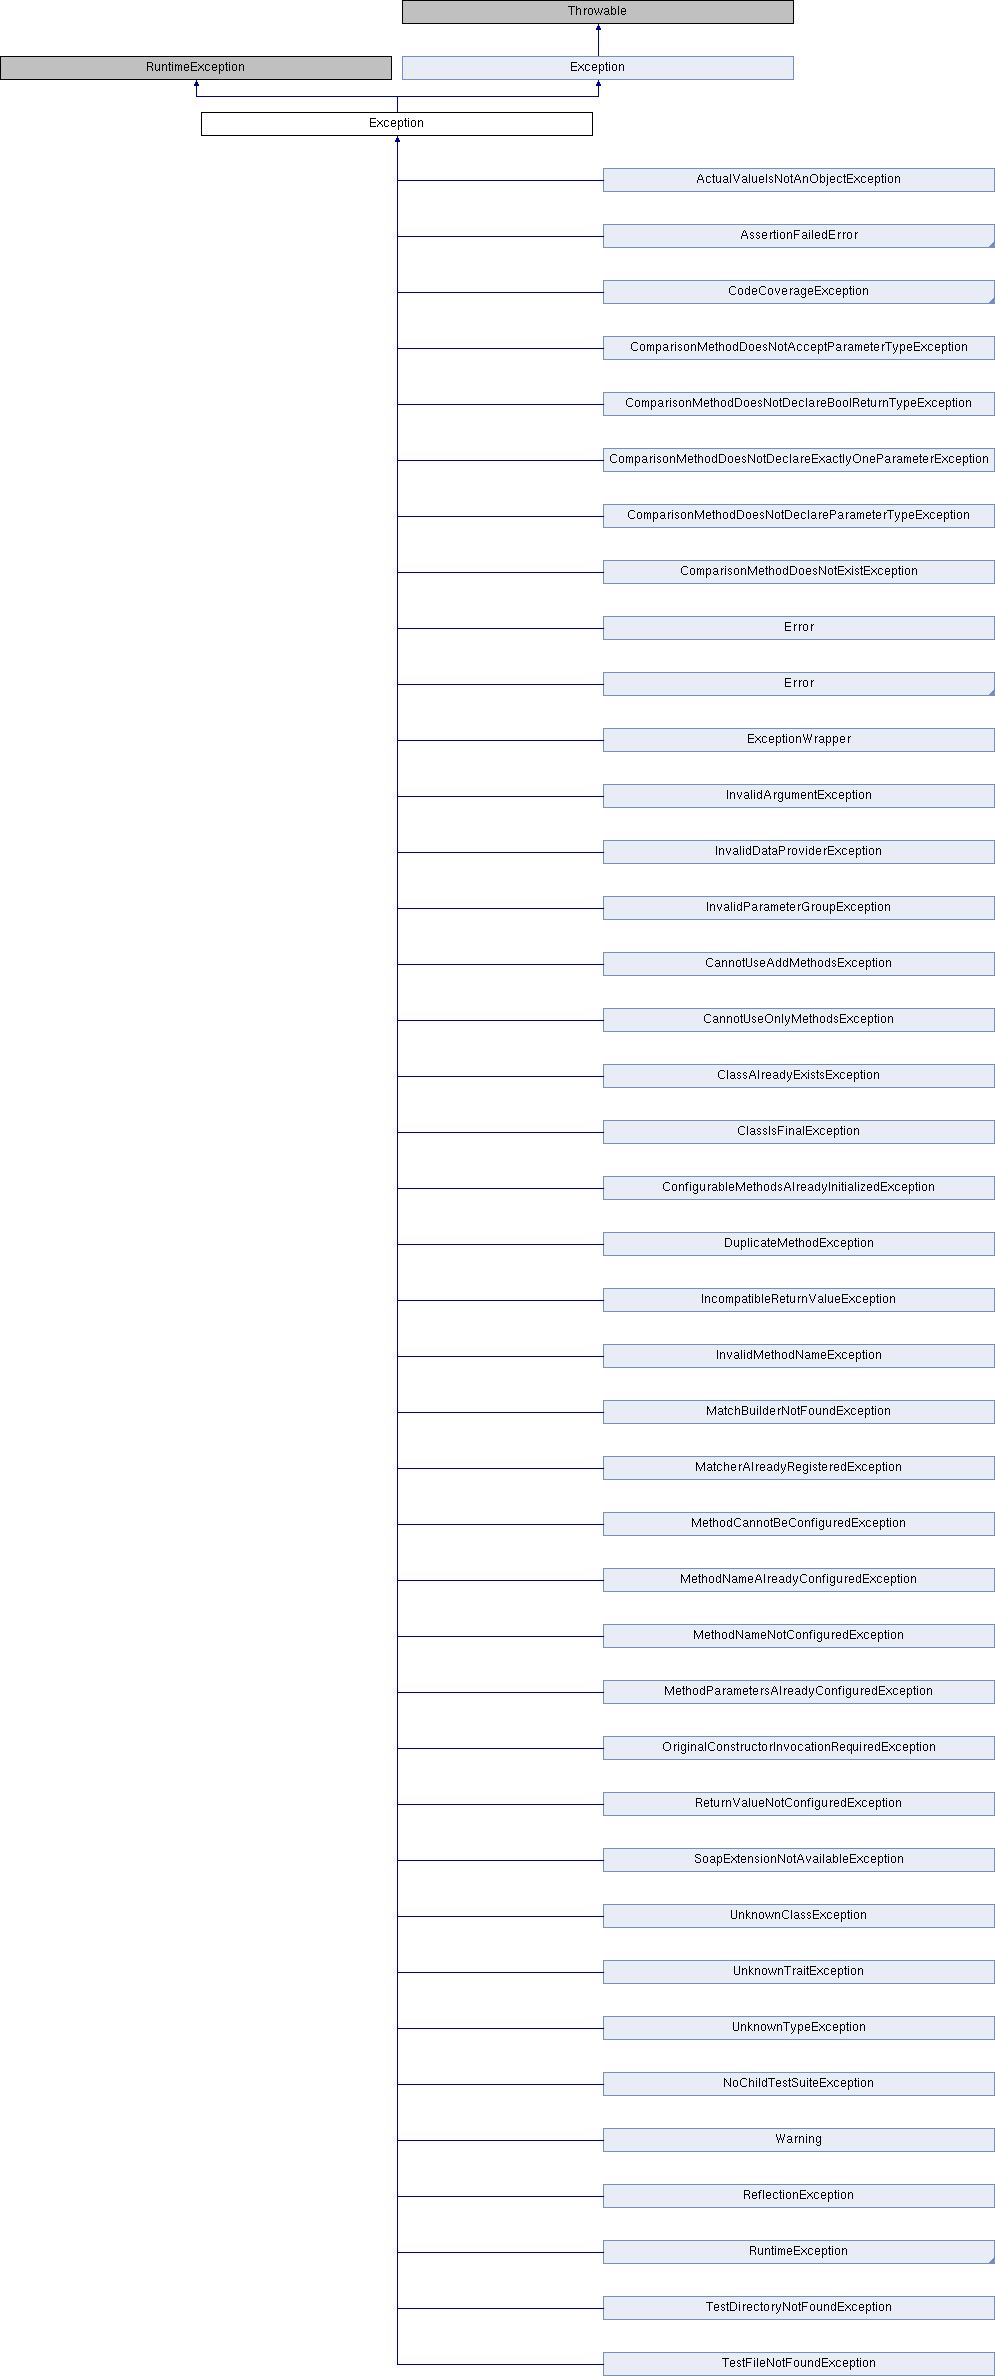 Throwable
RuntimeException
Exception
Exception
ActualValueIsNotAnObjectException
AssertionFailedError
CodeCoverageException
ComparisonMethodDoesNotAcceptParameterTypeException
ComparisonMethodDoesNotDeclareBoolReturnTypeException
ComparisonMethodDoesNotDeclareExactlyOneParameterException
ComparisonMethodDoesNotDeclareParameterTypeException
ComparisonMethodDoesNotExistException
Error
Error
ExceptionWrapper
InvalidArgumentException
InvalidDataProviderException
InvalidParameterGroupException
CannotUseAddMethodsException
CannotUseOnlyMethodsException
ClassAlreadyExistsException
ClassIsFinalException
ConfigurableMethodsAlreadyInitializedException
DuplicateMethodException
IncompatibleReturnValueException
InvalidMethodNameException
MatchBuilderNotFoundException
MatcherAlreadyRegisteredException
MethodCannotBeConfiguredException
MethodNameAlreadyConfiguredException
MethodNameNotConfiguredException
MethodParametersAlreadyConfiguredException
OriginalConstructorInvocationRequiredException
ReturnValueNotConfiguredException
SoapExtensionNotAvailableException
UnknownClassException
UnknownTraitException
UnknownTypeException
NoChildTestSuiteException
Warning
ReflectionException
RuntimeException
TestDirectoryNotFoundException
TestFileNotFoundException